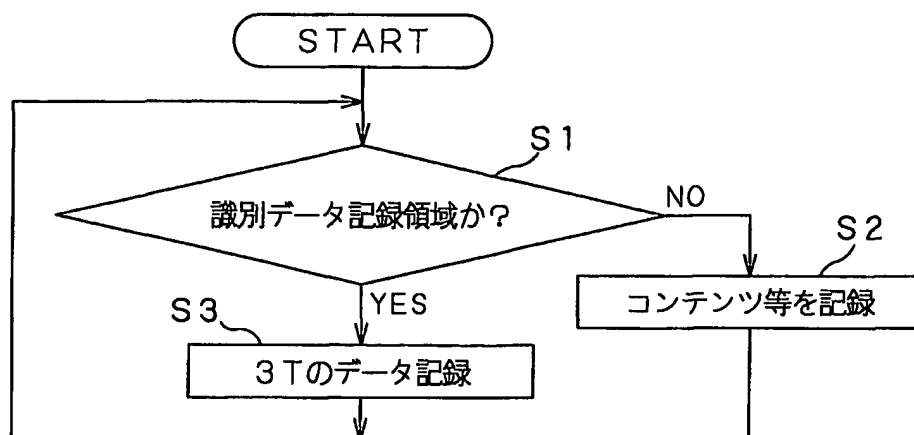 START
S1
識別データ記録領域か？
NO
S2
コンテンツ等を記録
YES
S3
３Ｔのデータ記録